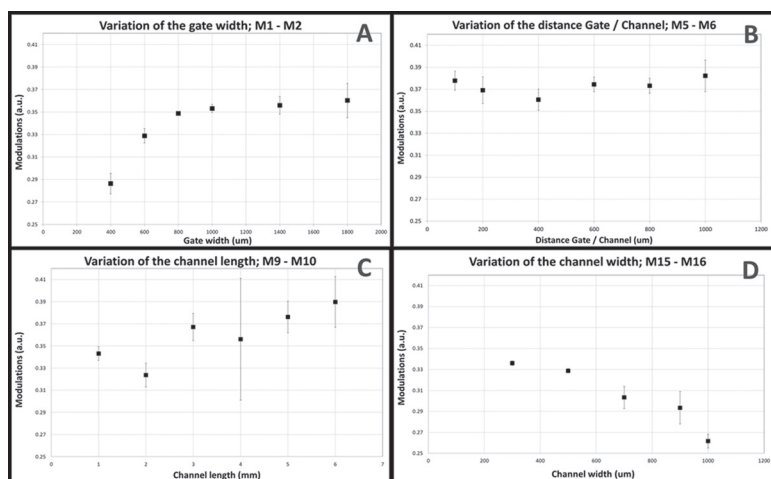 Variation of the gate width; M1 - M2
A
Modulations (a.u.)
0.41
0.39
0.37
0.35
0.33
0.31
0.29
0.27
0.25
0 200 400 600 800 1000 1200 1400 1600 1800 2000
Gate width (um)
Variation of the distance Gate / Channel; M5 - M6
B
Modulations (a.u.)
0.41
0.39
0.37
0.35
0.33
0.31
0.29
0.27
0.25
0 200 400 600 800 1000 1200
Distance Gate / Channel (um)
Variation of the channel length; M9 - M10
C
Modulations (a.u.)
0.41
0.39
0.37
0.35
0.33
0.31
0.29
0.27
0.25
0 1 2 3 4 5 6 7
Channel length (mm)
Variation of the channel width; M15 - M16
D
Modulations (a.u.)
0.41
0.39
0.37
0.35
0.33
0.31
0.29
0.27
0.25
0 200 400 600 800 1000 1200
Channel width (um)